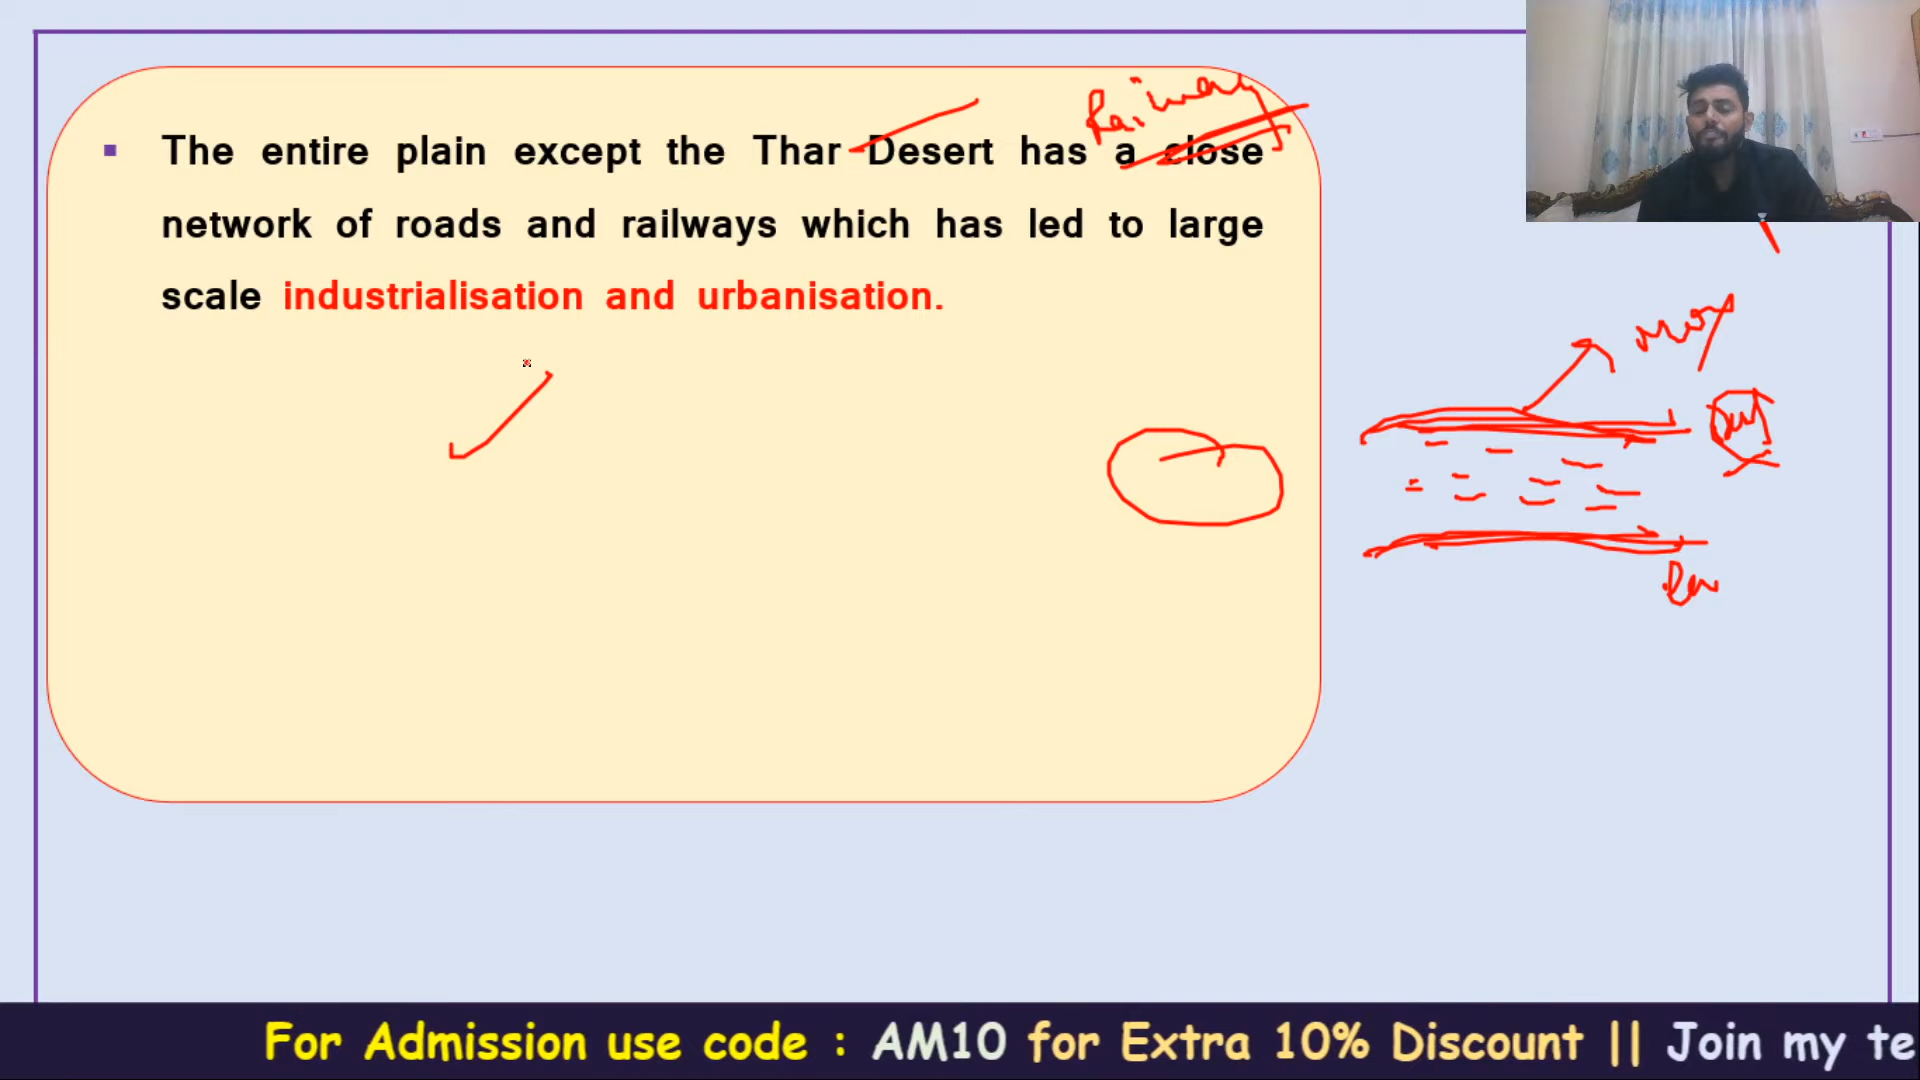 Railway
The entire plain except the Thar Desert has a close
network of roads and railways which has led to large
scale industrialisation and urbanisation.
For Admission use code : AM10 for Extra 10% Discount || Join my te